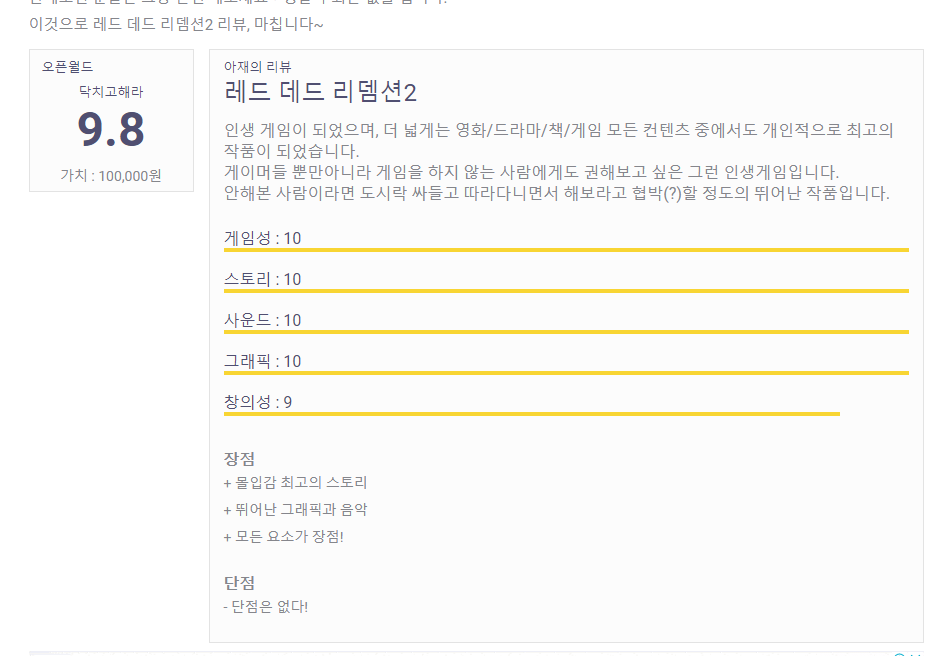 이것으로 레드 데드 리뎀션2 리뷰, 마칩니다~
오픈월드
닥치고해라
9.8
가치 : 100,000원
아재의 리뷰
레드 데드 리뎀션2
인생 게임이 되었으며, 더 넓게는 영화/드라마/책/게임 모든 컨텐츠 중에서도 개인적으로 최고의
작품이 되었습니다.
게이머들 뿐만아니라 게임을 하지 않는 사람에게도 권해보고 싶은 그런 인생게임입니다.
안해본 사람이라면 도시락 싸들고 따라다니면서 해보라고 협박(?)할 정도의 뛰어난 작품입니다.
게임성 : 10
스토리 : 10
사운드 : 10
그래픽 : 10
창의성 : 9
장점
+ 몰입감 최고의 스토리
+ 뛰어난 그래픽과 음악
+ 모든 요소가 장점!
단점
- 단점은 없다!